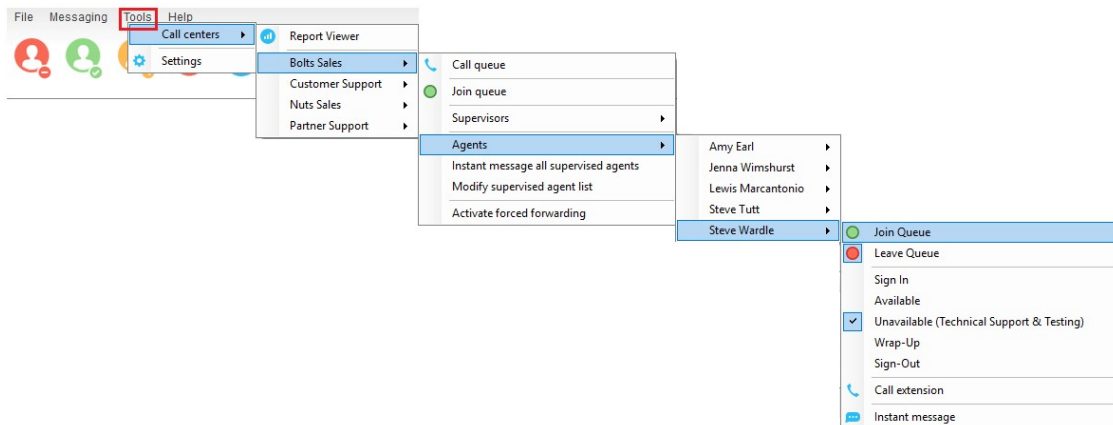 File Messaging Tools Help
Call centers
Settings
Report Viewer
Bolts Sales
Customer Support
Nuts Sales
Partner Support
Call queue
Join queue
Supervisors
Agents
Instant message all supervised agents
Modify supervised agent list
Activate forced forwarding
Amy Earl
Jenna Wimshurst
Lewis Marcantonio
Steve Tutt
Steve Wardle
Join Queue
Leave Queue
Sign In
Available
Unavailable (Technical Support & Testing)
Wrap-Up
Sign-Out
Call extension
Instant message